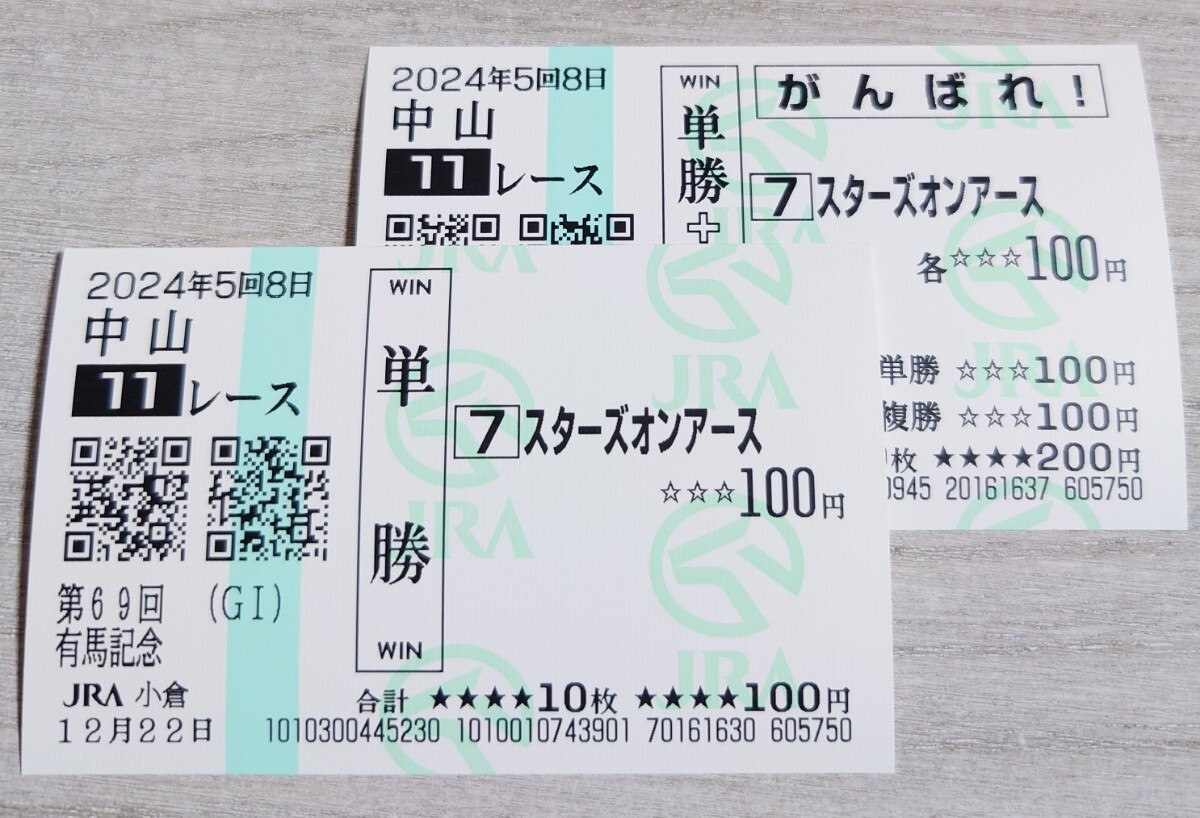 2024年5回8日
中山
11レース
WIN
単勝+
がんばれ!
7 スターズオンアース
各☆☆☆100円
単勝 ☆☆☆100円
複勝 ☆☆☆100円
枚 ★★★★200円
0945 20161637 605750
JRA
JRA
JRA
JRA
2024年5回8日
中山
11レース
WIN
単勝
WIN
7 スターズオンアース
☆☆☆100円
第69回 (GI)
有馬記念
JRA 小倉
12月22日
合計 ★★★★10枚 ★★★★100円
1010300445230 1010010743901 70161630 605750
JRA
JRA
JRA